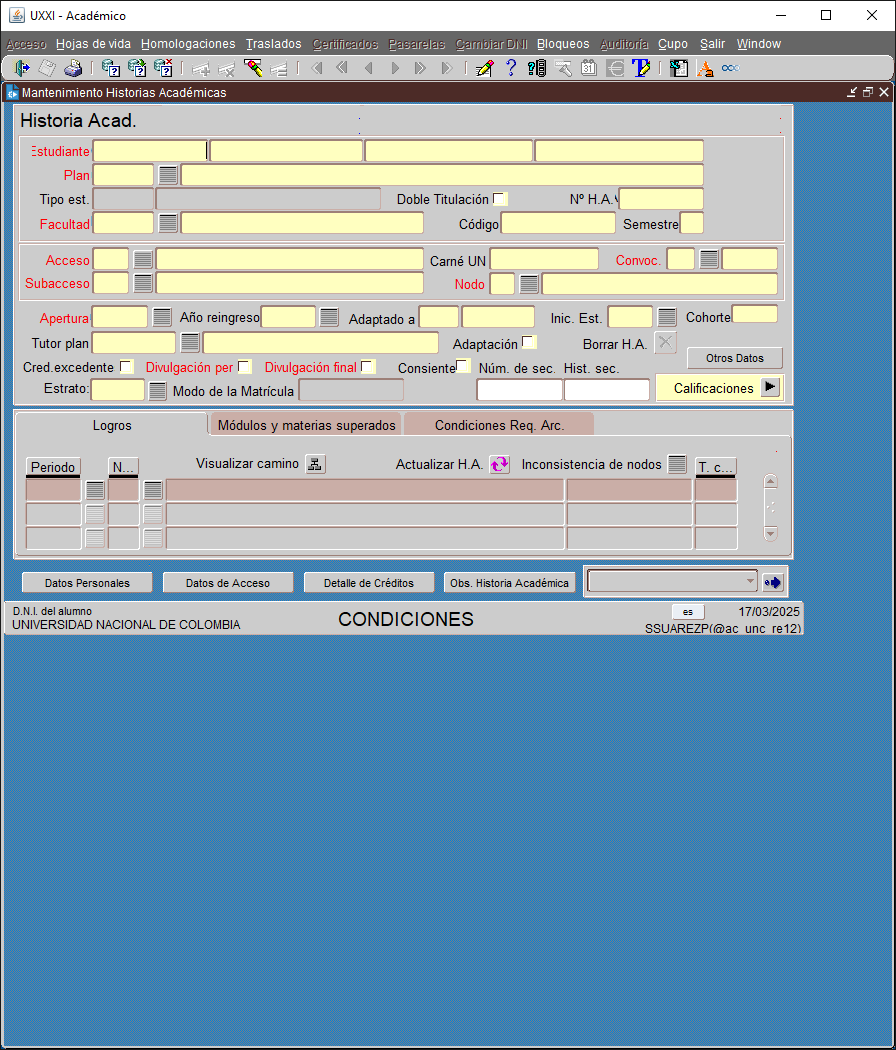 UXXI - Académico
Acceso Hojas de vida Homologaciones Traslados Certificados Pasarelas Cambiar DNI Bloqueos Auditoría Cupo Salir Window
Mantenimiento Historias Académicas
Historia Acad.
Estudiante
Plan
Tipo est. Doble Titulación Nº H.A.
Facultad Código Semestre
Acceso Carné UN Convoc.
Subacceso Nodo
Apertura Año reingreso Adaptado a Inic. Est. Cohorte
Tutor plan Adaptación Borrar H.A.
Otros Datos
Cred.excedente Divulgación per Divulgación final Consiente Núm. de sec. Hist. sec.
Estrato: Modo de la Matrícula Calificaciones
Logros Módulos y materias superados Condiciones Req. Arc.
Visualizar camino Actualizar H.A. Inconsistencia de nodos
Periodo N... T. c...
Datos Personales Datos de Acceso Detalle de Créditos Obs. Historia Académica
D.N.I. del alumno es 17/03/2025
UNIVERSIDAD NACIONAL DE COLOMBIA CONDICIONES SSUAREZP(@ac_unc_re12)